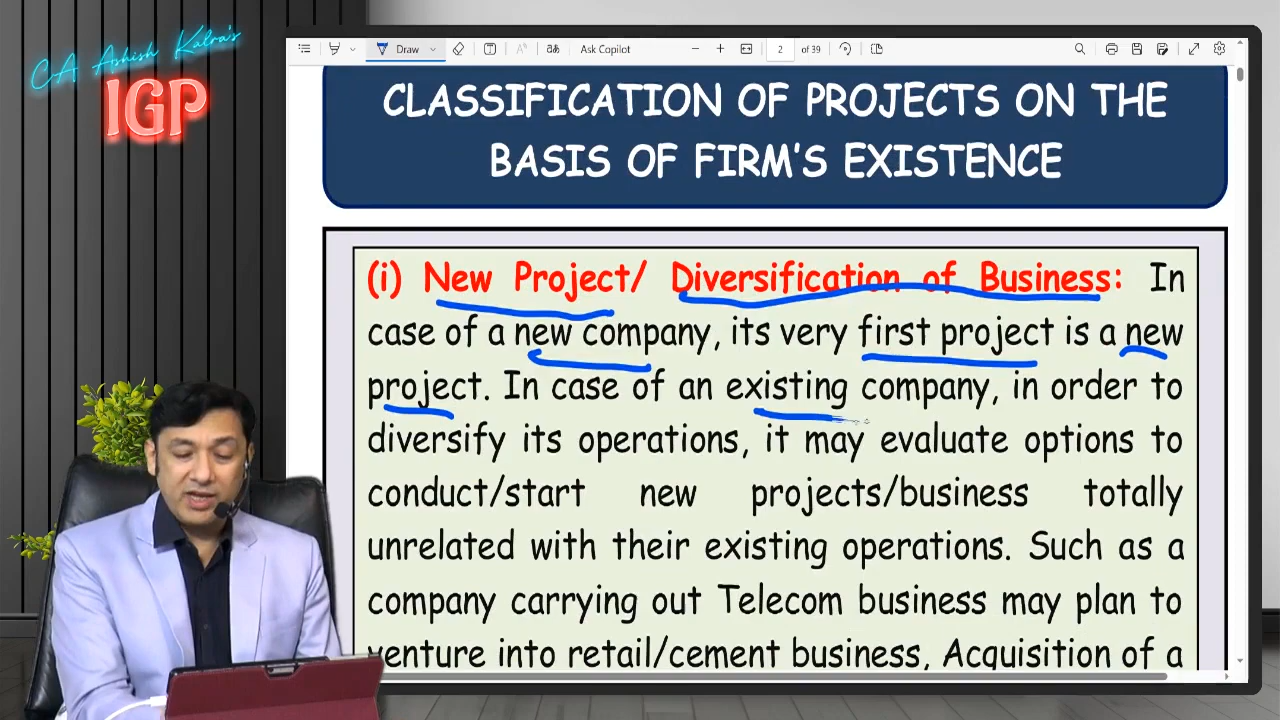 CA Ashish Kalra's
IGP
Draw
Ask Copilot
2 of 39
CLASSIFICATION OF PROJECTS ON THE
BASIS OF FIRM'S EXISTENCE
(i) New Project/ Diversification of Business: In
case of a new company, its very first project is a new
project. In case of an existing company, in order to
diversify its operations, it may evaluate options to
conduct/start new projects/business totally
unrelated with their existing operations. Such as a
company carrying out Telecom business may plan to
venture into retail/cement business, Acquisition of a